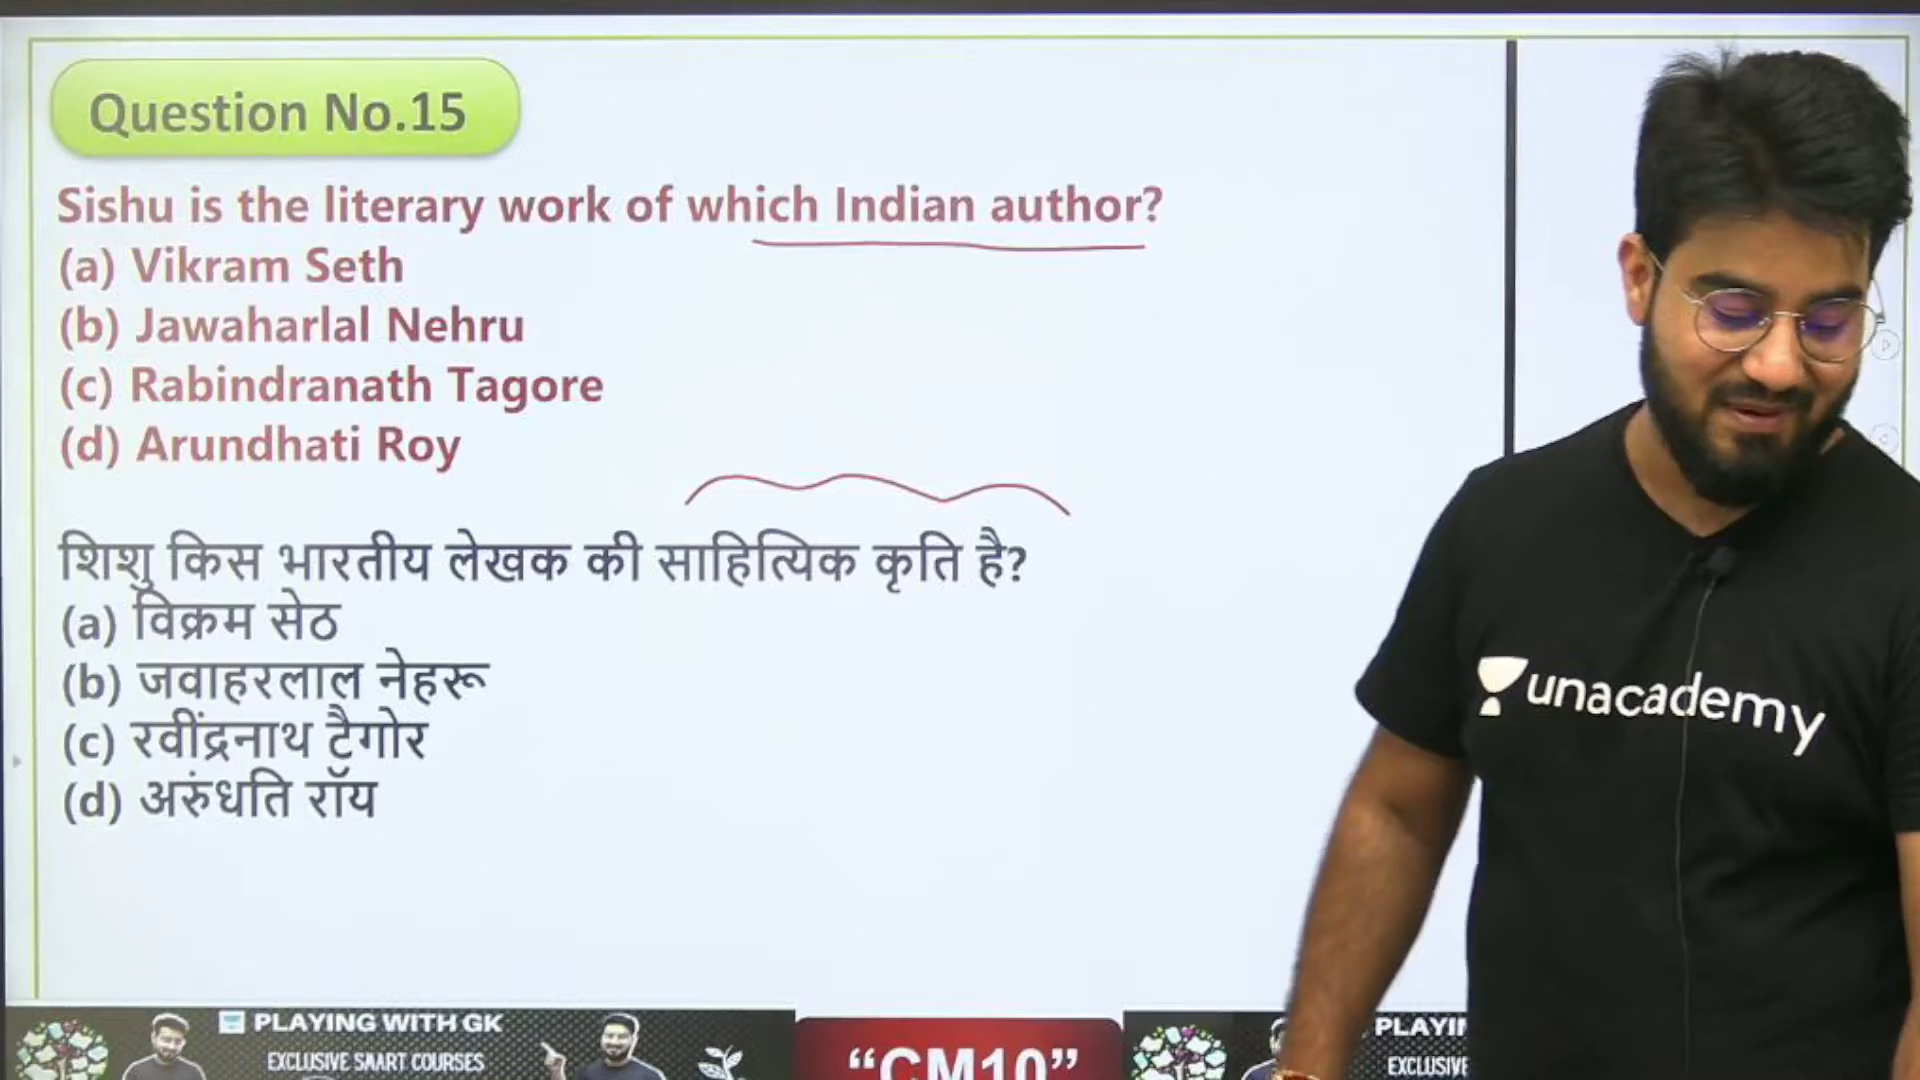 Question No.15
Sishu is the literary work of which Indian author?
(a) Vikram Seth
(b) Jawaharlal Nehru
(c) Rabindranath Tagore
(d) Arundhati Roy
शिशु किस भारतीय लेखक की साहित्यिक कृति है?
(a) विक्रम सेठ
(b) जवाहरलाल नेहरू
(c) रवींद्रनाथ टैगोर
(d) अरुंधति रॉय
unacademy
PLAYING WITH GK
EXCLUSIVE SAART COURSES
“CM10”
PLAYI
EXCLUSIVE